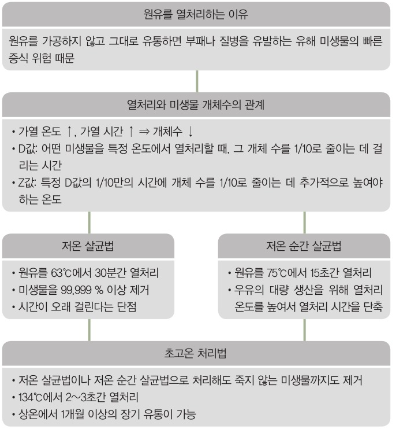 원유를 열처리하는 이유
원유를 가공하지 않고 그대로 유통하면 부패나 질병을 유발하는 유해 미생물의 빠른
증식 위험 때문
열처리와 미생물 개체수의 관계
• 가열 온도 ↑, 가열 시간 ↑ ⇒ 개체수 ↓
• D값: 어떤 미생물을 특정 온도에서 열처리할 때, 그 개체 수를 1/10로 줄이는 데 걸
리는 시간
• Z값: 특정 D값의 1/10만의 시간에 개체 수를 1/10로 줄이는 데 추가적으로 높여야
하는 온도
저온 살균법
• 원유를 63℃에서 30분간 열처리
• 미생물을 99.999 % 이상 제거
• 시간이 오래 걸린다는 단점
저온 순간 살균법
• 원유를 75℃에서 15초간 열처리
• 우유의 대량 생산을 위해 열처리
온도를 높여서 열처리 시간을 단축
초고온 처리법
• 저온 살균법이나 저온 순간 살균법으로 처리해도 죽지 않는 미생물까지도 제거
• 134℃에서 2~3초간 열처리
• 상온에서 1개월 이상의 장기 유통이 가능